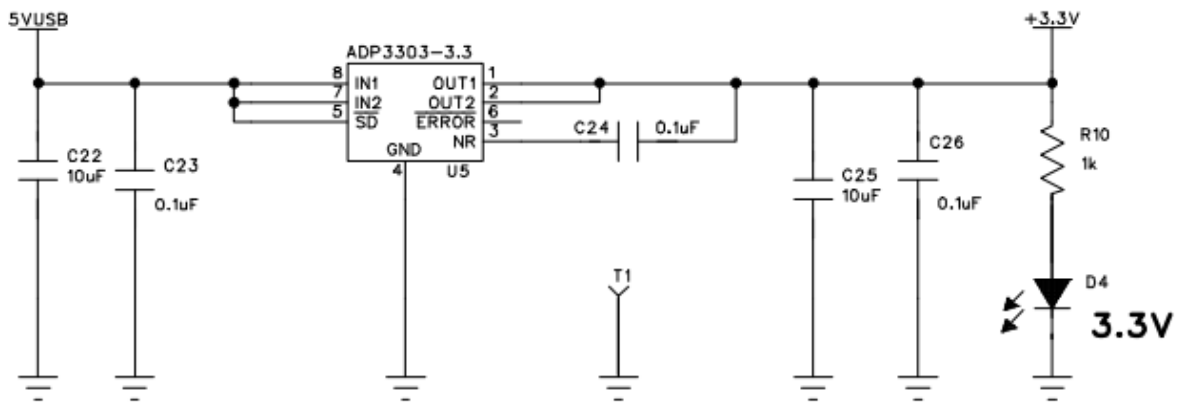 5VUSB
+3.3V
ADP3303-3.3
8 IN1 OUT1 1
7 IN2 OUT2 2
5 SD ERROR 6
NR 3
GND
4 U5
C24 0.1uF
C22
10uF
C23
0.1uF
C25
10uF
C26
0.1uF
R10
1k
T1
D4
3.3V